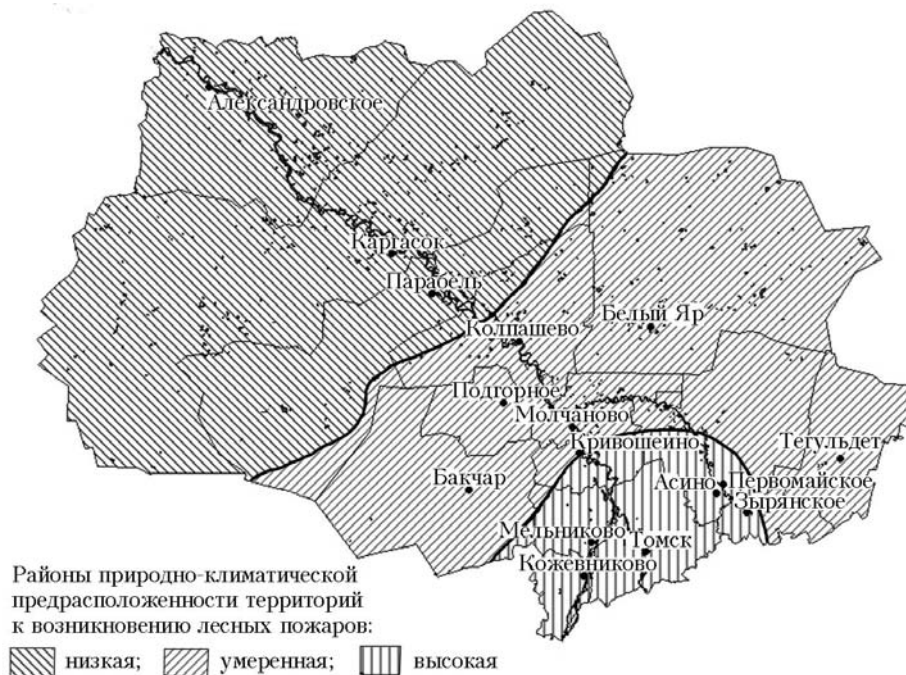 Александровское
Каргасок
Парабель
Колпашево
Белый Яр
Подгорное
Молчаново
Кривошеино
Тегульдет
Бакчар
Асино
Первомайское
Зырянское
Мельниково
Томск
Кожевниково
Районы природно-климатической
предрасположенности территорий
к возникновению лесных пожаров:
низкая; умеренная; высокая